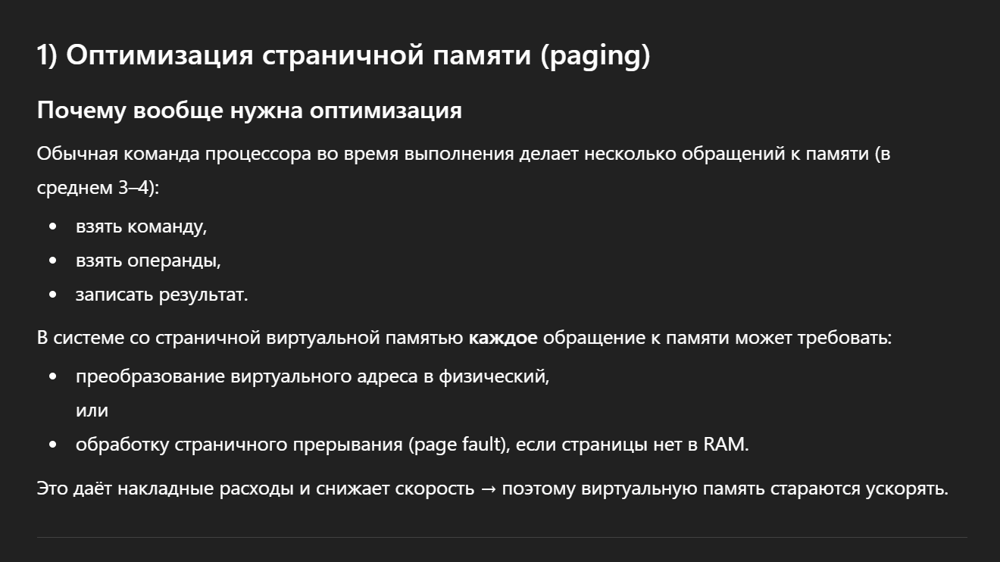 1) Оптимизация страничной памяти (paging)
Почему вообще нужна оптимизация
Обычная команда процессора во время выполнения делает несколько обращений к памяти (в
среднем 3–4):
• взять команду,
• взять операнды,
• записать результат.
В системе со страничной виртуальной памятью каждое обращение к памяти может требовать:
• преобразование виртуального адреса в физический,
или
• обработку страничного прерывания (page fault), если страницы нет в RAM.
Это даёт накладные расходы и снижает скорость → поэтому виртуальную память стараются ускорять.